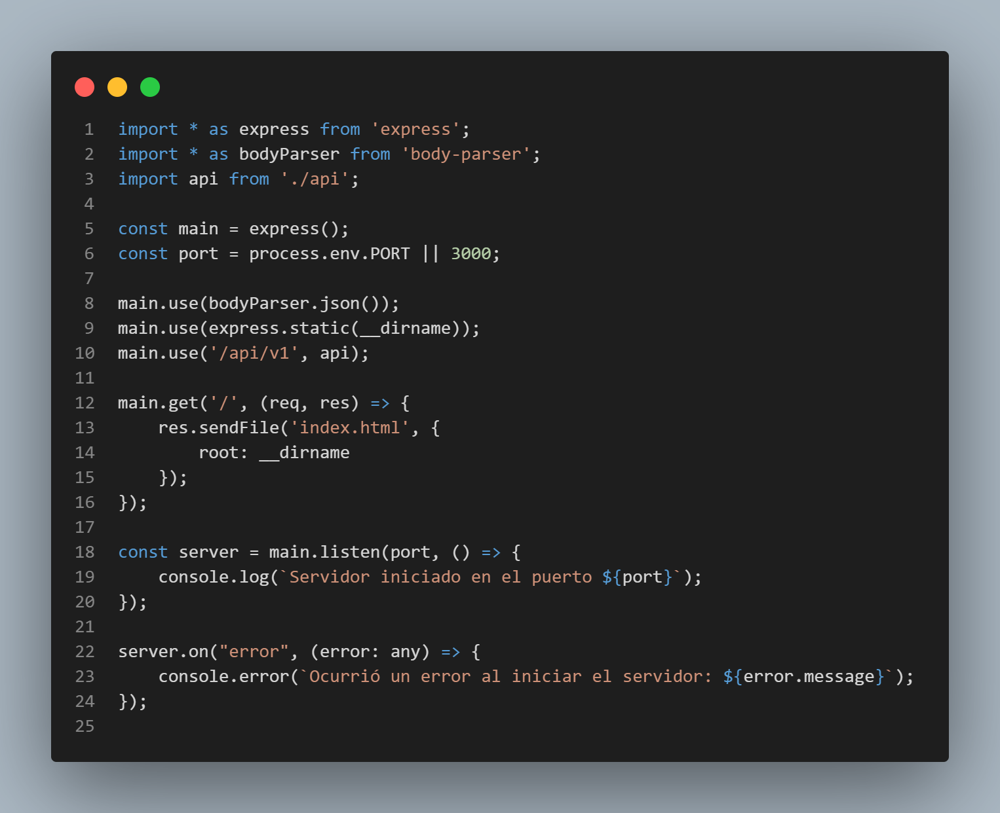 1 import * as express from 'express';
2 import * as bodyParser from 'body-parser';
3 import api from './api';
4
5 const main = express();
6 const port = process.env.PORT || 3000;
7
8 main.use(bodyParser.json());
9 main.use(express.static(__dirname));
10 main.use('/api/v1', api);
11
12 main.get('/', (req, res) => {
13     res.sendFile('index.html', {
14         root: __dirname
15     });
16 });
17
18 const server = main.listen(port, () => {
19     console.log(`Servidor iniciado en el puerto ${port}`);
20 });
21
22 server.on("error", (error: any) => {
23     console.error(`Ocurrió un error al iniciar el servidor: ${error.message}`);
24 });
25